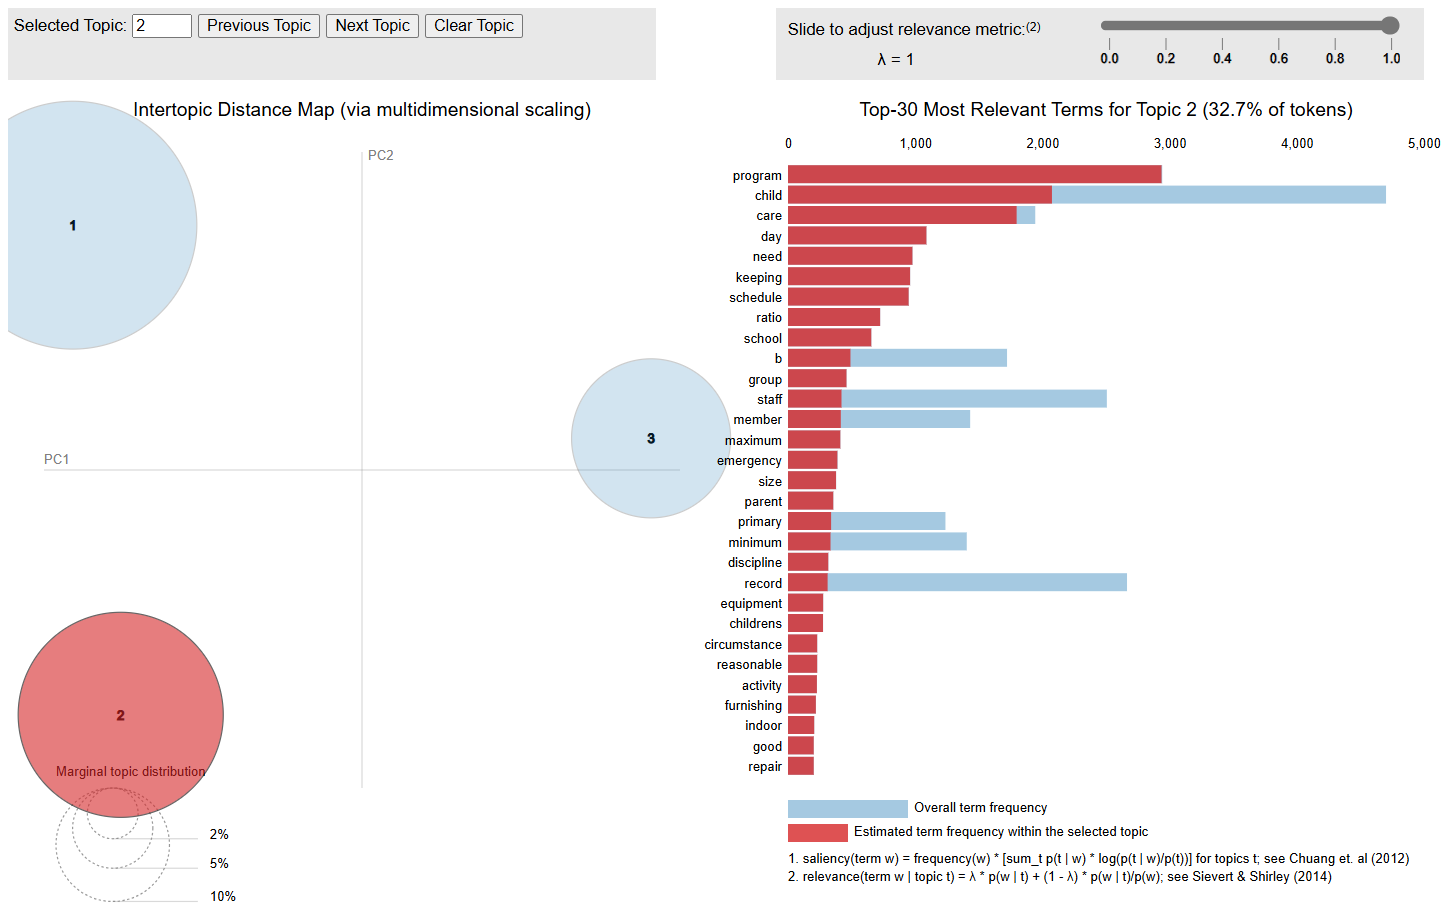 Selected Topic: 2 Previous Topic Next Topic Clear Topic
Slide to adjust relevance metric:(2)
λ = 1
0.0 0.2 0.4 0.6 0.8 1.0
Intertopic Distance Map (via multidimensional scaling)
PC2
1
3
PC1
2
Marginal topic distribution
2%
5%
10%
Top-30 Most Relevant Terms for Topic 2 (32.7% of tokens)
0 1,000 2,000 3,000 4,000 5,000
program
child
care
day
need
keeping
schedule
ratio
school
b
group
staff
member
maximum
emergency
size
parent
primary
minimum
discipline
record
equipment
childrens
circumstance
reasonable
activity
furnishing
indoor
good
repair
Overall term frequency
Estimated term frequency within the selected topic
1. saliency(term w) = frequency(w) * [sum_t p(t | w) * log(p(t | w)/p(t))] for topics t; see Chuang et. al (2012)
2. relevance(term w | topic t) = λ * p(w | t) + (1 - λ) * p(w | t)/p(w); see Sievert & Shirley (2014)